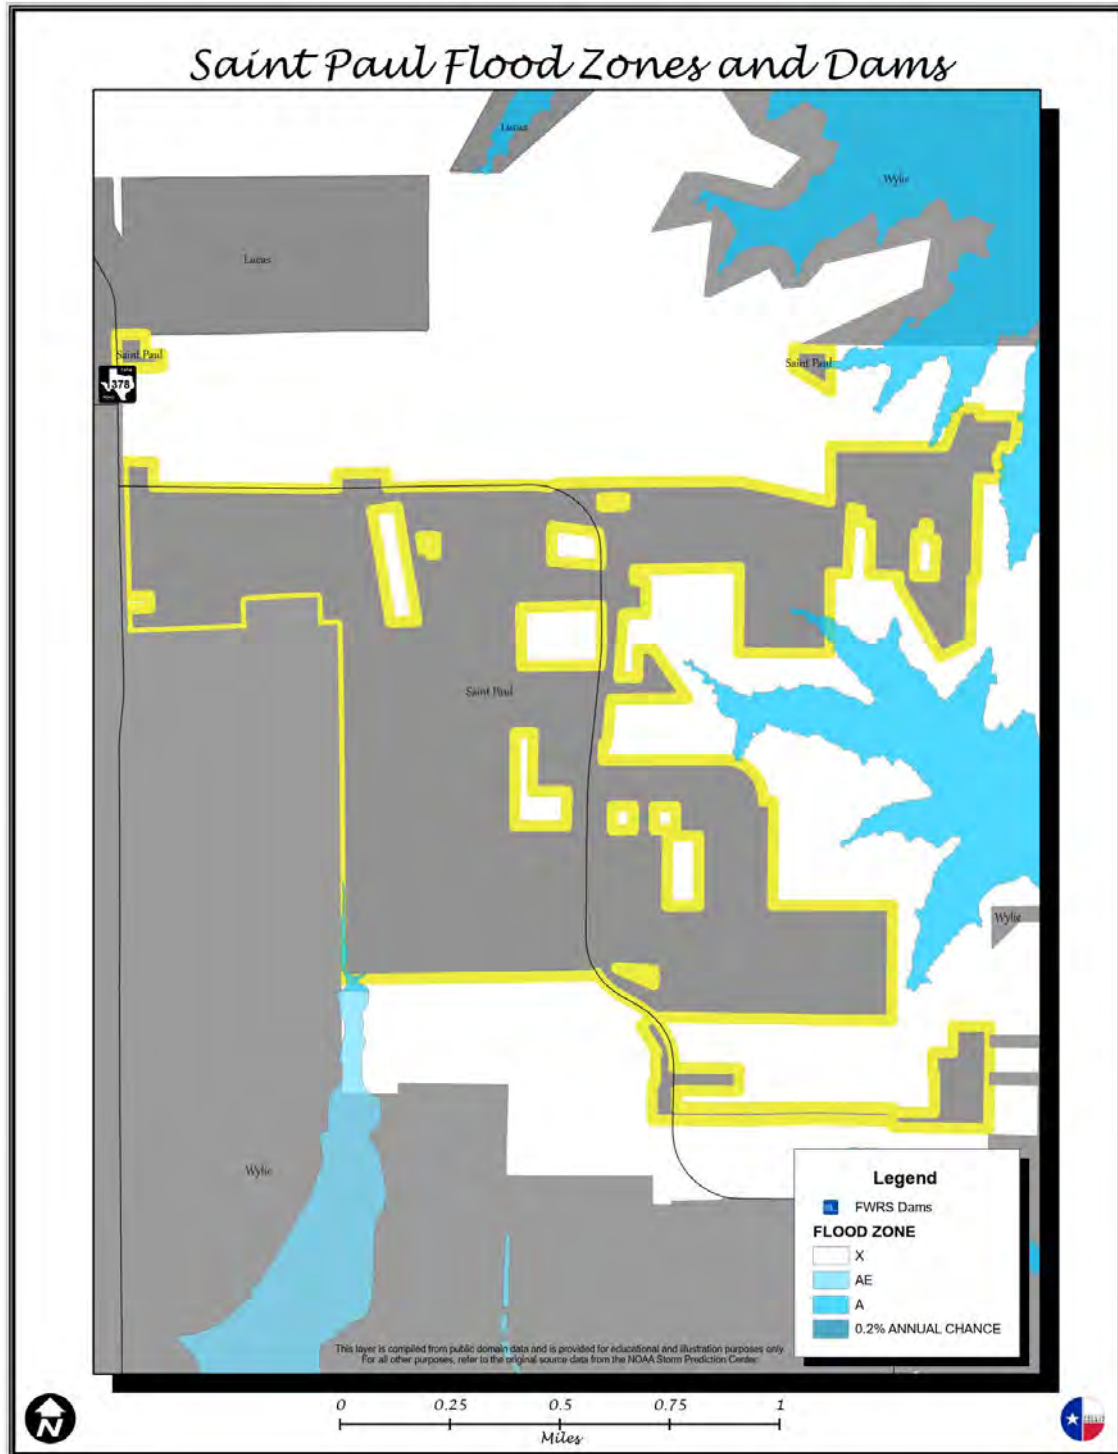 Saint Paul Flood Zones and Dams
Lucas
Wylie
Lucas
Saint Paul
Saint Paul
378
Saint Paul
Wylie
Wylie
Legend
FWRS Dams
FLOOD ZONE
X
AE
A
0.2% ANNUAL CHANCE
This layer is compiled from public domain data and is provided for educational and illustration purposes only.
For all other purposes, refer to the original source data from the NOAA Storm Prediction Center.
N
0 0.25 0.5 0.75 1
Miles